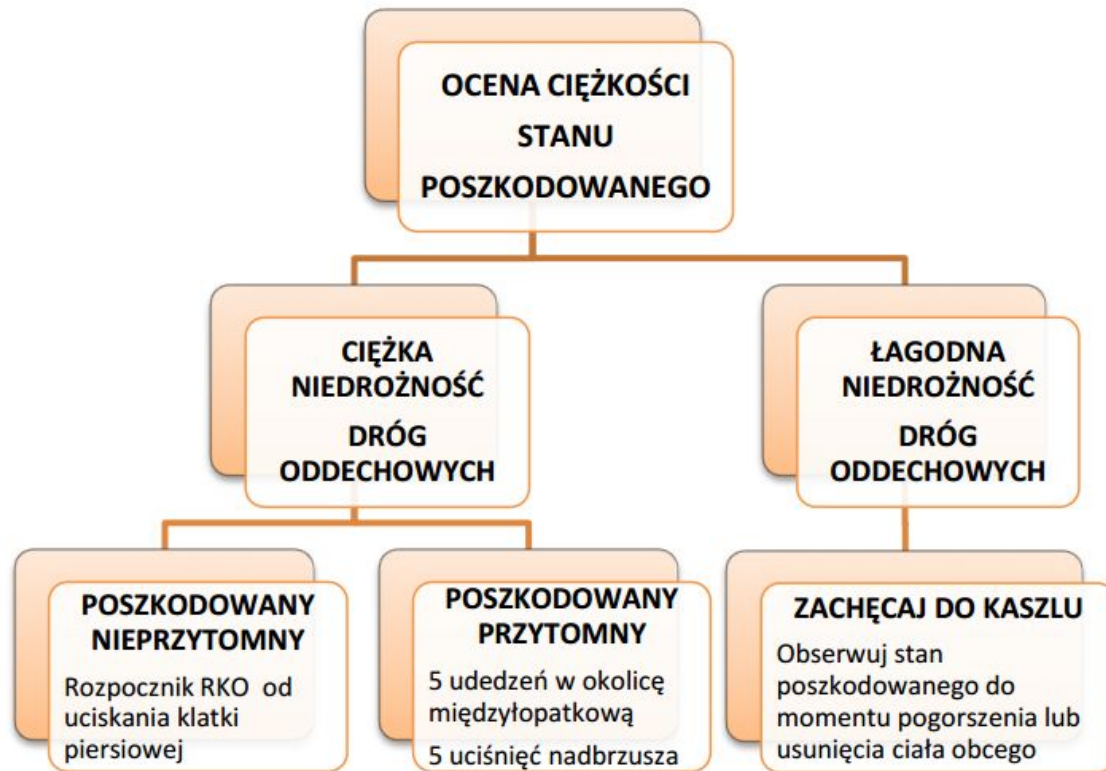 OCENA CIĘŻKOŚCI
STANU
POSZKODOWANEGO
CIĘŻKA
NIEDROŻNOŚĆ
DRÓG
ODDECHOWYCH
ŁAGODNA
NIEDROŻNOŚĆ
DRÓG
ODDECHOWYCH
POSZKODOWANY
NIEPRZYTOMNY
Rozpocznik RKO od
uciskania klatki
piersiowej
POSZKODOWANY
PRZYTOMNY
5 udedzeń w okolicę
międzyłopatkową
5 uciśnięć nadbrzusza
ZACHĘCAJ DO KASZLU
Obserwuj stan
poszkodowanego do
momentu pogorszenia lub
usunięcia ciała obcego